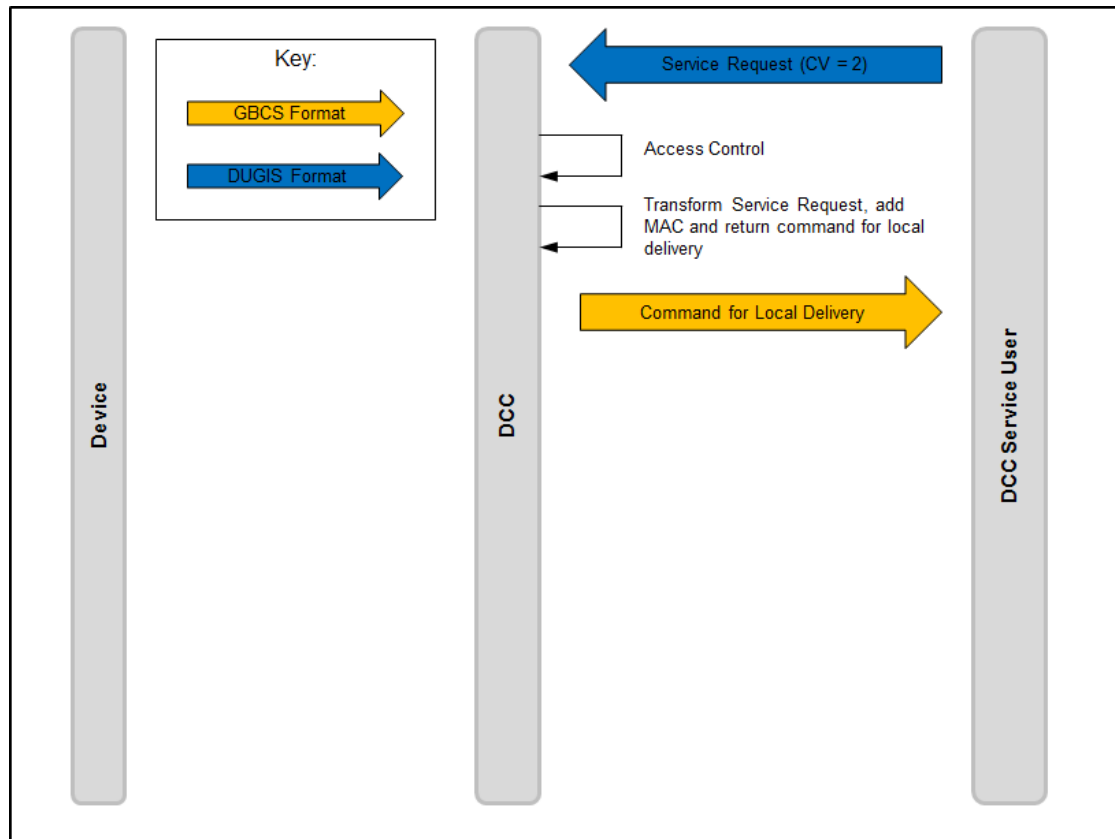 Key:
GBCS Format
DUGIS Format
Service Request (CV = 2)
Access Control
Transform Service Request, add
MAC and return command for local
delivery
Command for Local Delivery
Device
DCC
DCC Service User